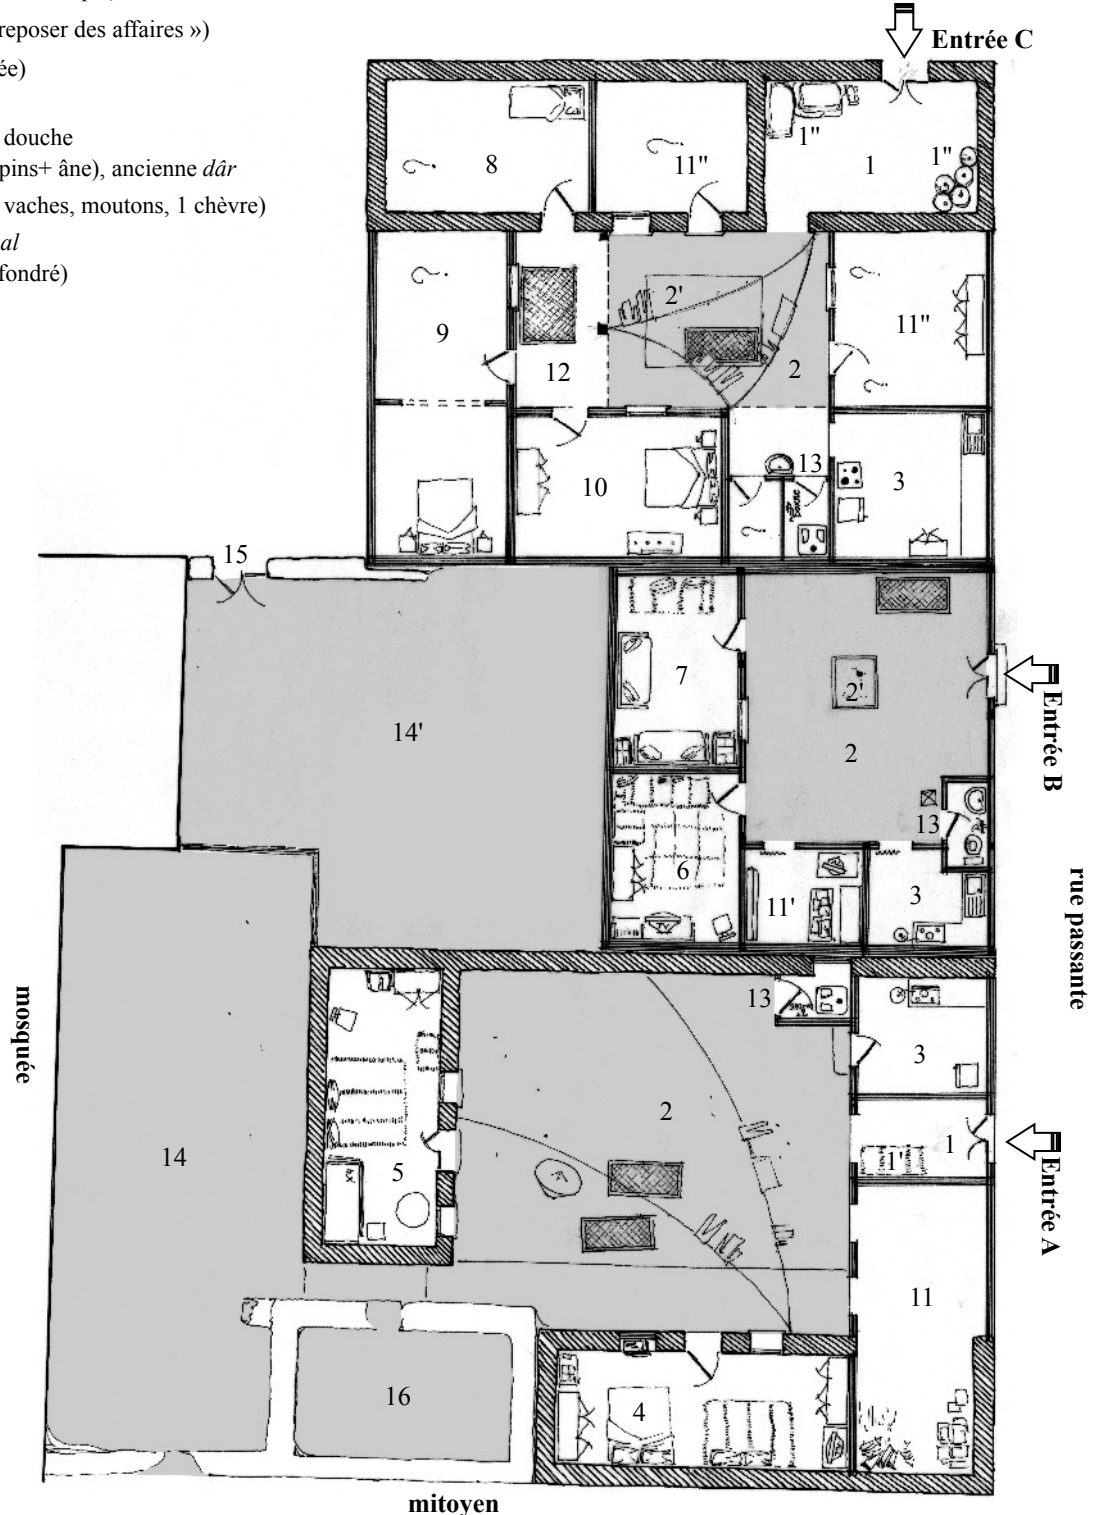 reposer des affaires »)
ée)
douche
pins+ âne), ancienne dâr
vaches, moutons, 1 chèvre)
al
fondré)
Entrée C
1''
8
11''
1
1''
2'
9
11''
12
2
10
13
3
15
7
2'
14'
2
Entrée B
13
6
11'
3
rue passante
mosquée
13
3
2
14
5
1'
1
Entrée A
11
16
4
mitoyen